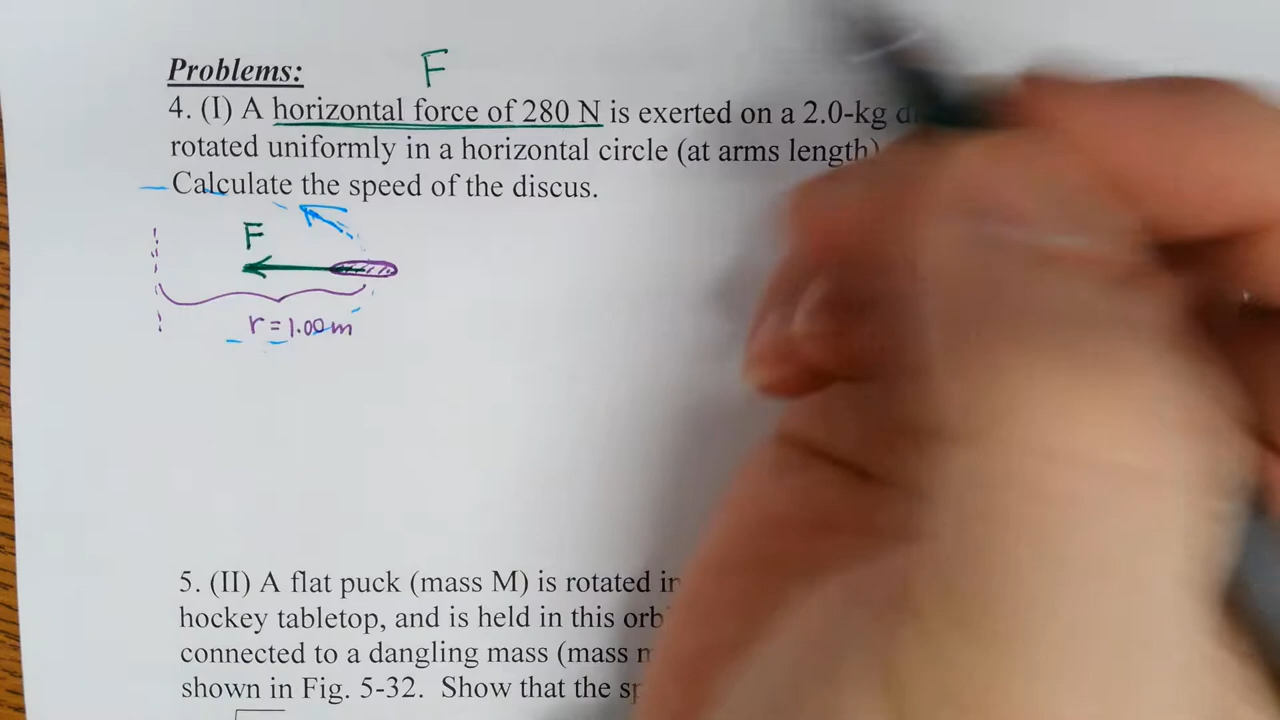 Problems:
F
4. (I) A horizontal force of 280 N is exerted on a 2.0-kg
rotated uniformly in a horizontal circle (at arms length)
Calculate the speed of the discus.
F
r = 1.00 m
5. (II) A flat puck (mass M) is rotated in
hockey tabletop, and is held in this
connected to a dangling mass (mass
shown in Fig. 5-32. Show that the